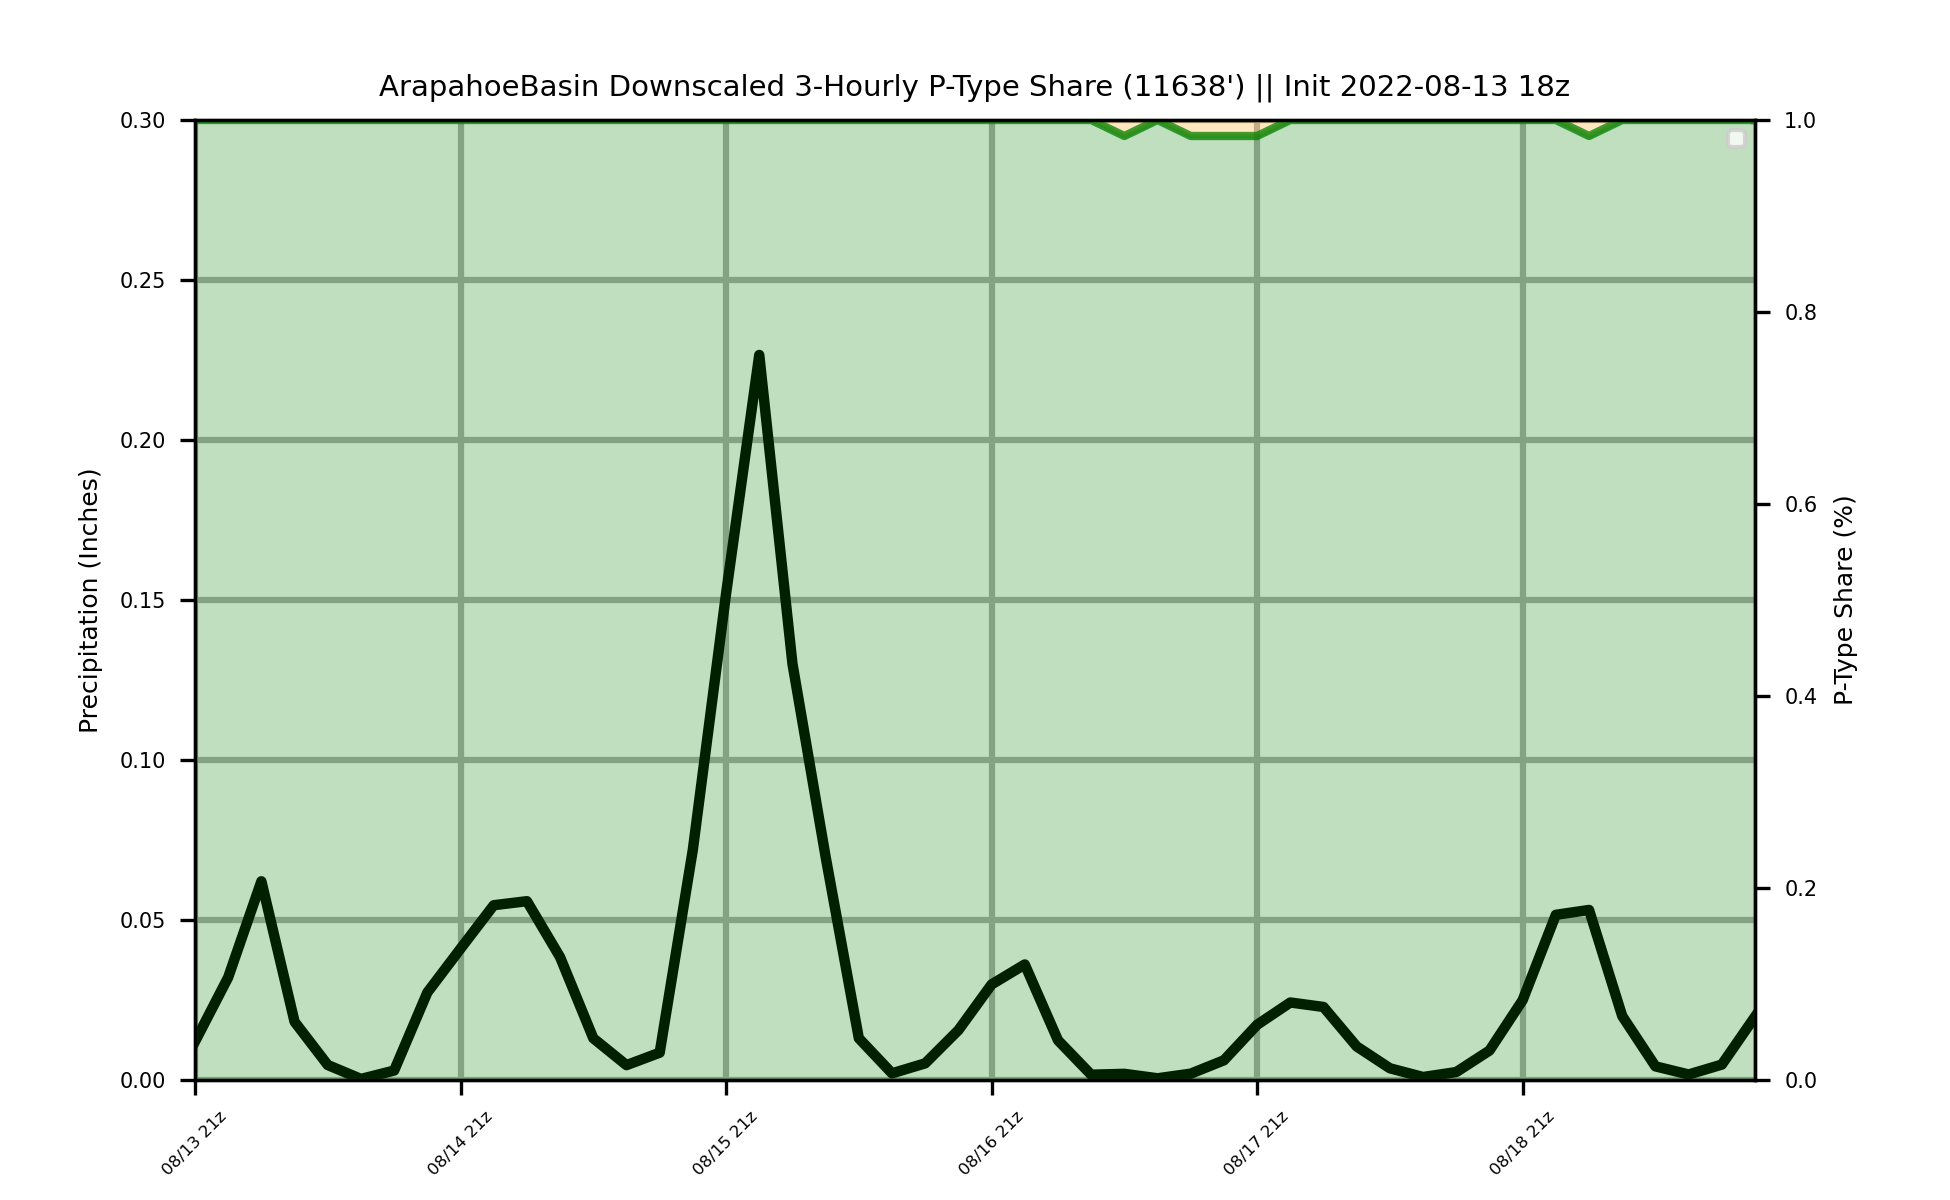 ArapahoeBasin Downscaled 3-Hourly P-Type Share (11638') || Init 2022-08-13 18z
Precipitation (Inches)
0.30
0.25
0.20
0.15
0.10
0.05
0.00
1.0
0.8
0.6
0.4
0.2
0.0
P-Type Share (%)
08/13 21z
08/14 21z
08/15 21z
08/16 21z
08/17 21z
08/18 21z